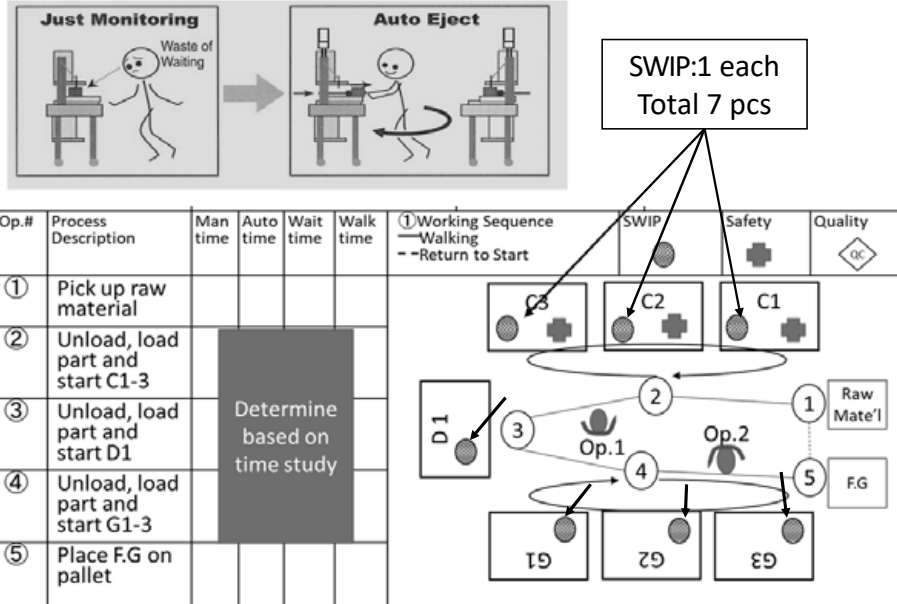 Just Monitoring
Waste of
Waiting
Auto Eject
SWIP:1 each
Total 7 pcs
Op.#
Process
Description
Man
time
Auto
time
Wait
time
Walk
time
①Working Sequence
Walking
Return to Start
SWIP
Safety
Quality
QC
①
Pick up raw
material
②
Unload, load
part and
start C1-3
③
Unload, load
part and
start D1
④
Unload, load
part and
start G1-3
⑤
Place F.G on
pallet
Determine
based on
time study
C3
C2
C1
D1
2
1
3
4
5
Raw
Mate'l
Op.1
Op.2
F.G
G1
G2
G3